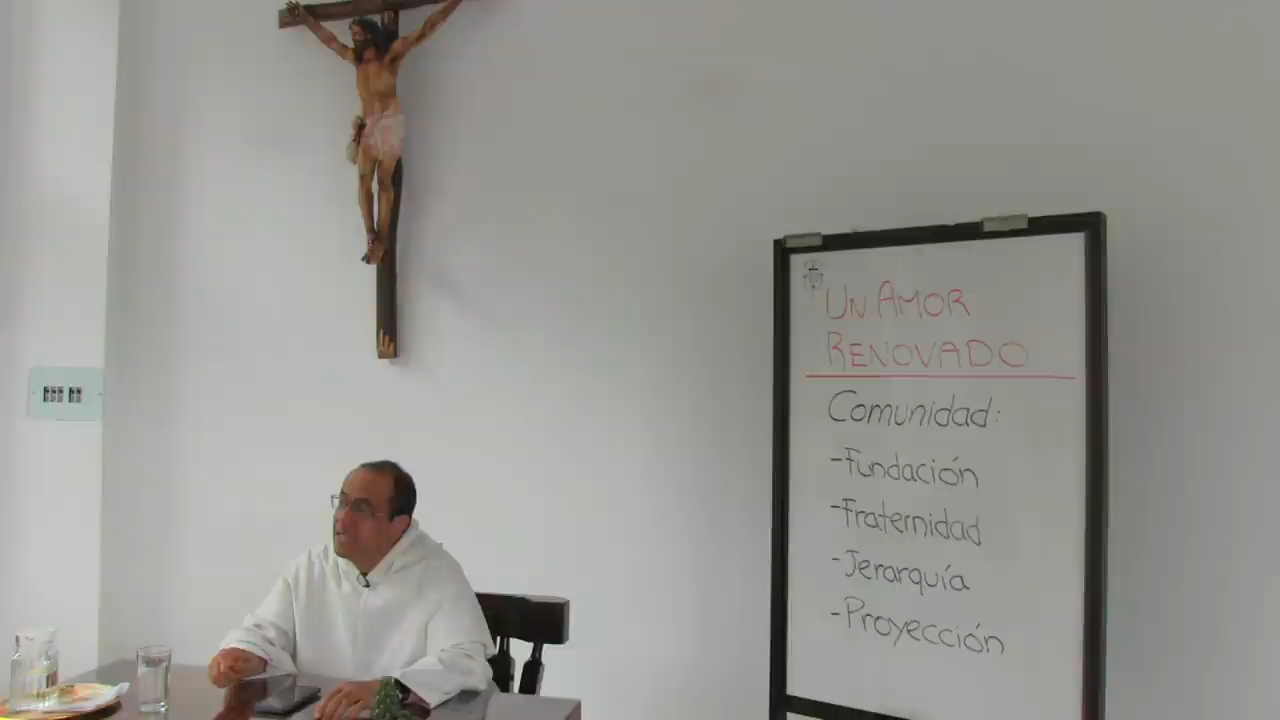 UN AMOR
RENOVADO
Comunidad:
-Fundación
-Fraternidad
-Jerarquía
-Proyección